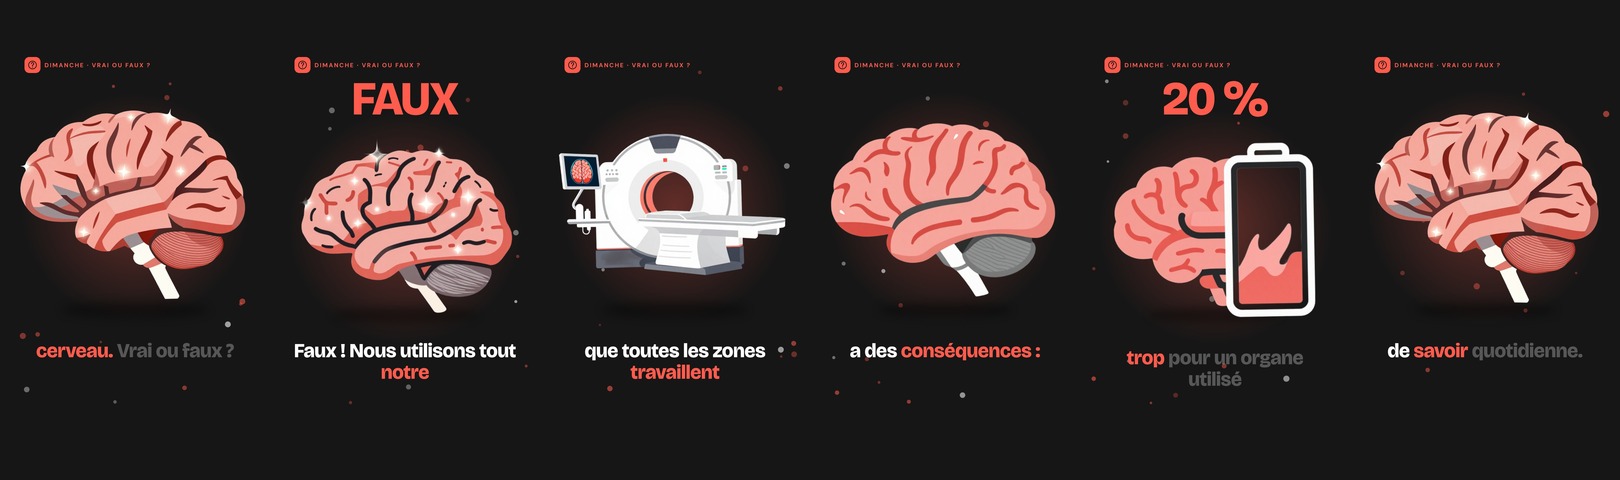 DIMANCHE · VRAI OU FAUX ?
cerveau. Vrai ou faux ?
DIMANCHE · VRAI OU FAUX ?
FAUX
Faux ! Nous utilisons tout
notre
DIMANCHE · VRAI OU FAUX ?
que toutes les zones
travaillent
DIMANCHE · VRAI OU FAUX ?
a des conséquences :
DIMANCHE · VRAI OU FAUX ?
20 %
trop pour un organe
utilisé
DIMANCHE · VRAI OU FAUX ?
de savoir quotidienne.